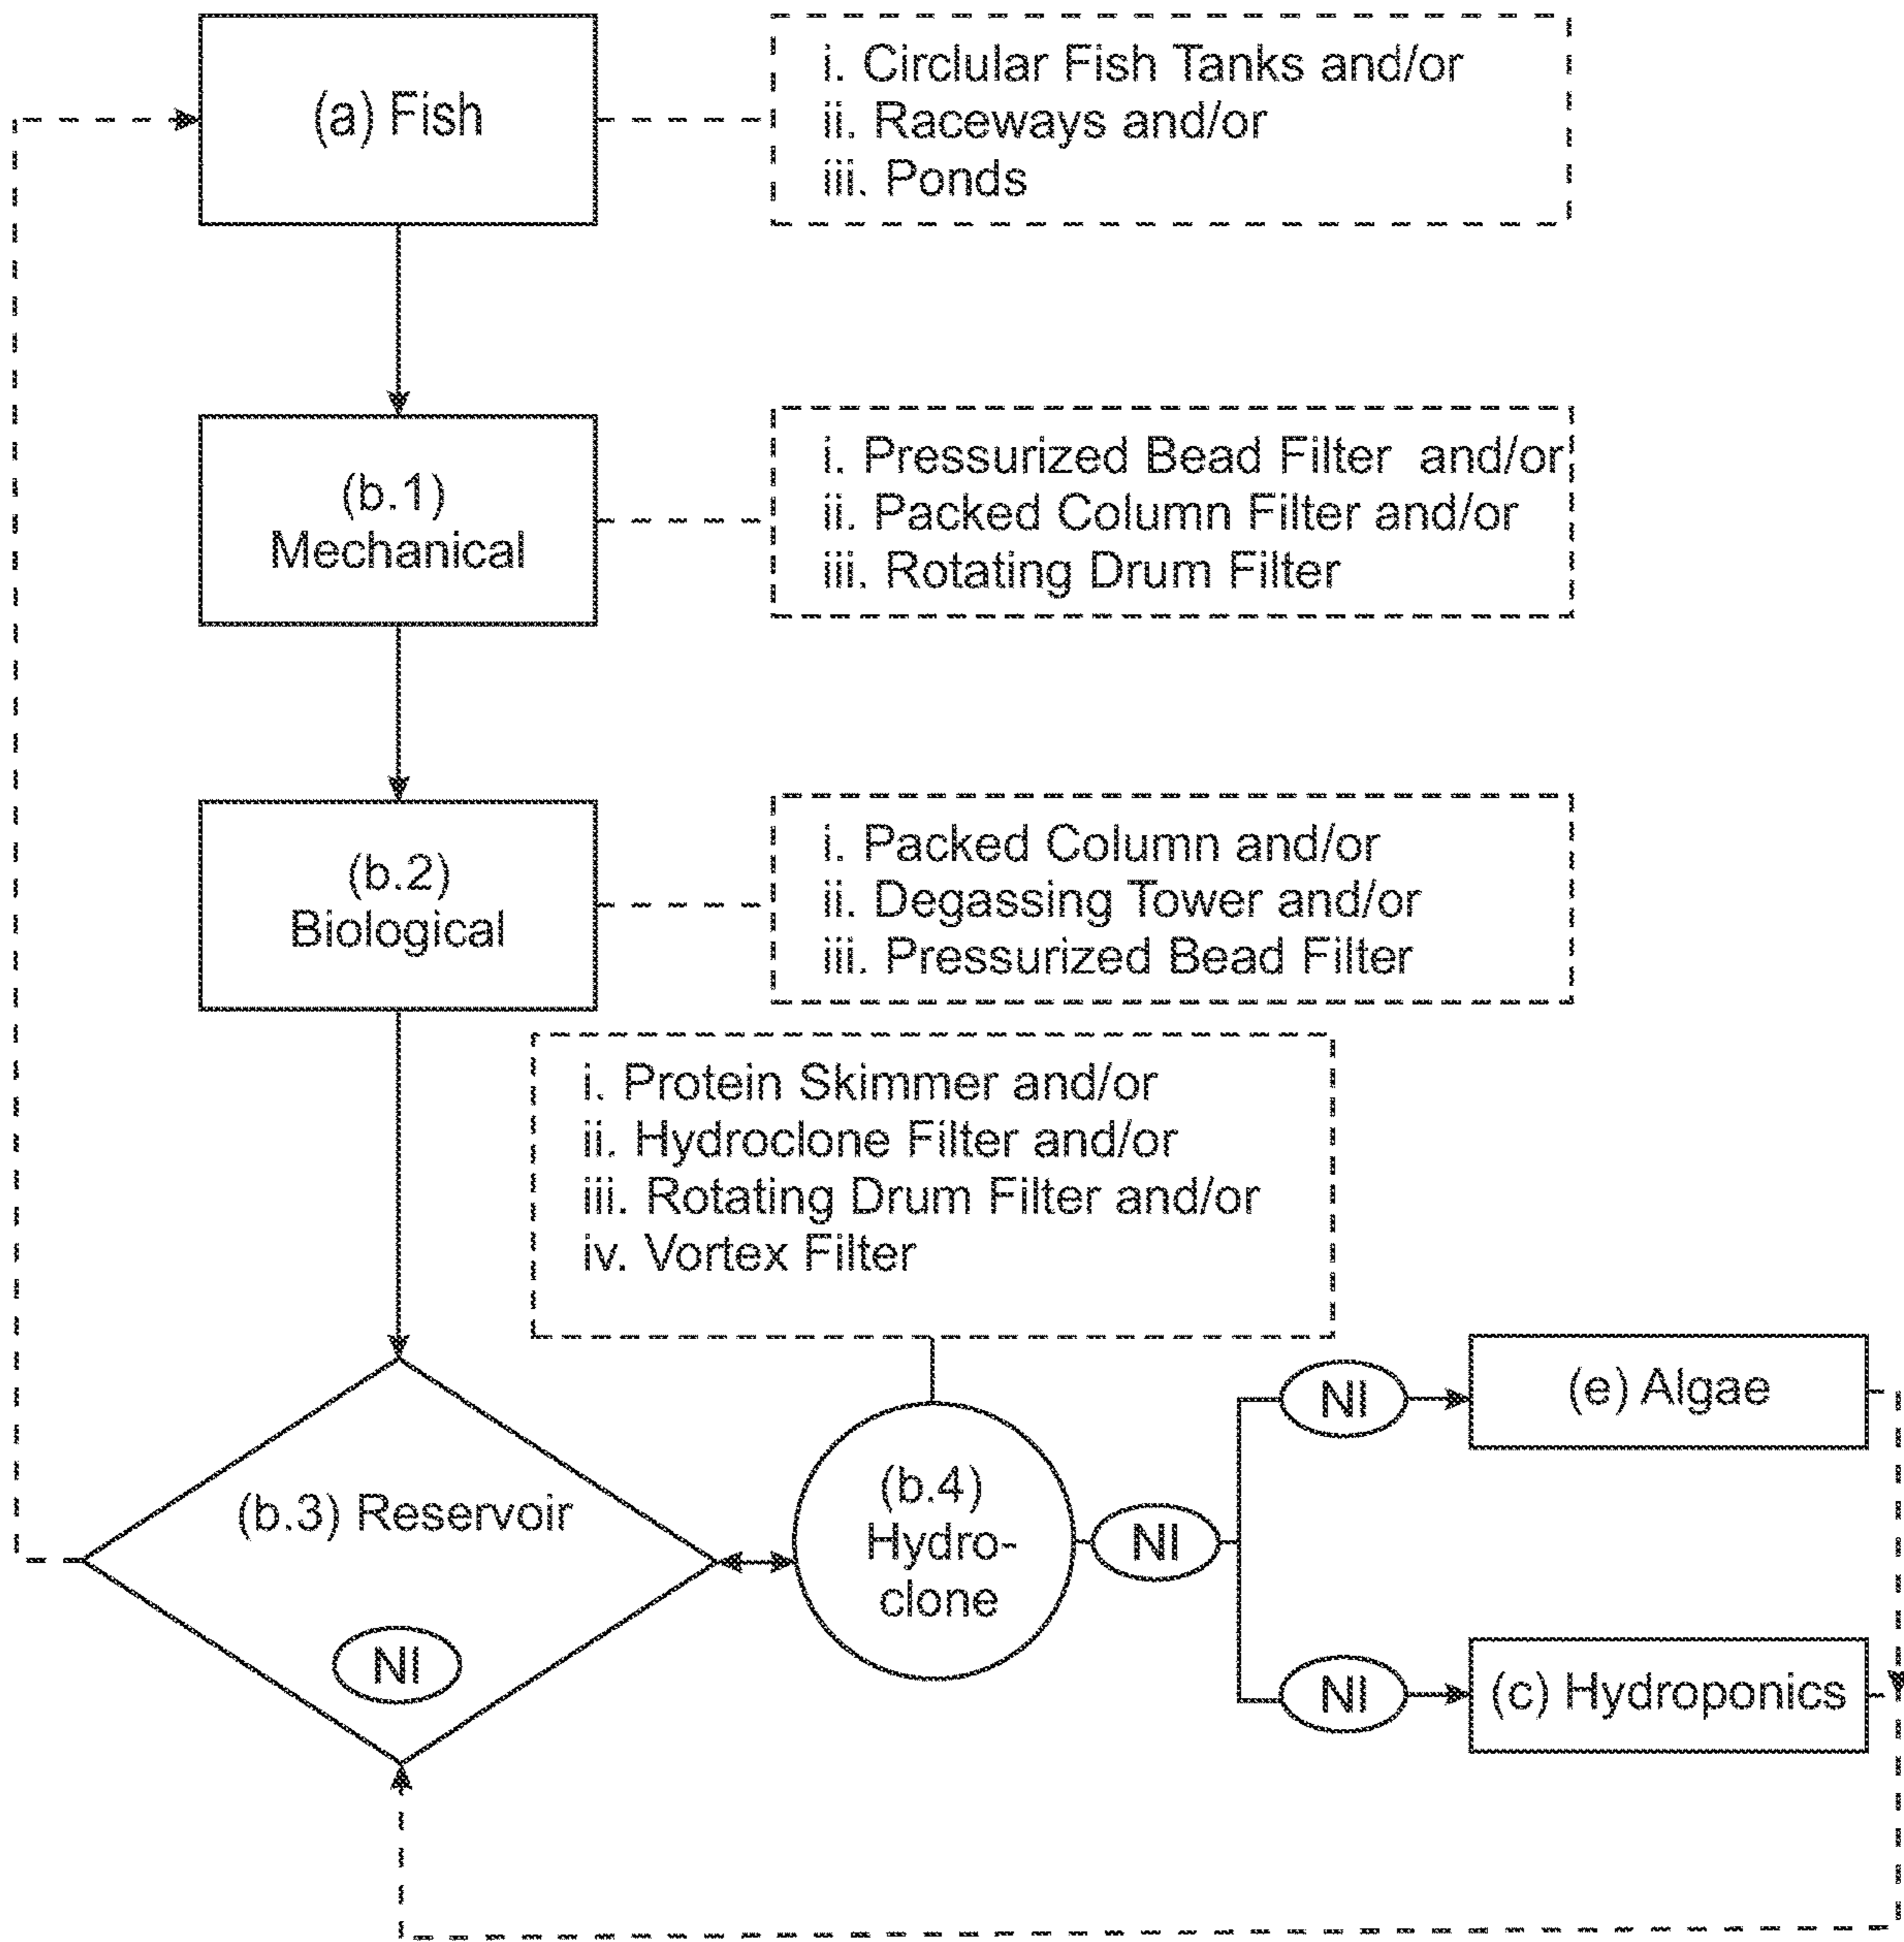 (a) Fish
i. Circlular Fish Tanks and/or
ii. Raceways and/or
iii. Ponds
(b.1)
Mechanical
i. Pressurized Bead Filter and/or
ii. Packed Column Filter and/or
iii. Rotating Drum Filter
(b.2)
Biological
i. Packed Column and/or
ii. Degassing Tower and/or
iii. Pressurized Bead Filter
i. Protein Skimmer and/or
ii. Hydroclone Filter and/or
iii. Rotating Drum Filter and/or
iv. Vortex Filter
(b.3) Reservoir
NI
(b.4)
Hydro-
clone
NI
NI
(e) Algae
NI
(c) Hydroponics